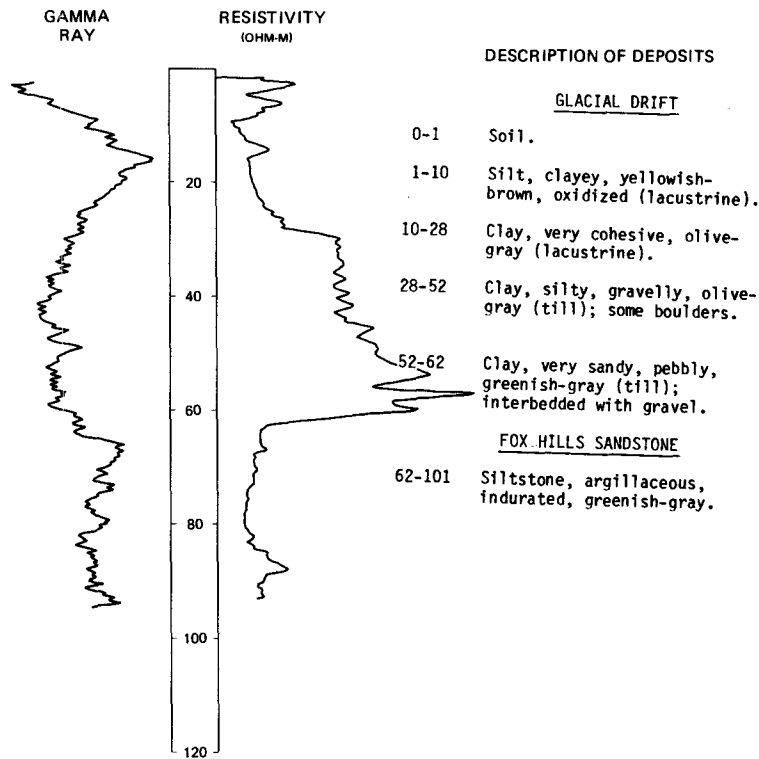 GAMMA
RAY
RESISTIVITY
(OHM-M)
DESCRIPTION OF DEPOSITS
GLACIAL DRIFT
0-1 Soil.
1-10 Silt, clayey, yellowish-
brown, oxidized (lacustrine).
20
10-28 Clay, very cohesive, olive-
gray (lacustrine).
28-52 Clay, silty, gravelly, olive-
gray (till); some boulders.
40
52-62 Clay, very sandy, pebbly,
greenish-gray (till);
interbedded with gravel.
60
FOX HILLS SANDSTONE
62-101 Siltstone, argillaceous,
indurated, greenish-gray.
80
100
120